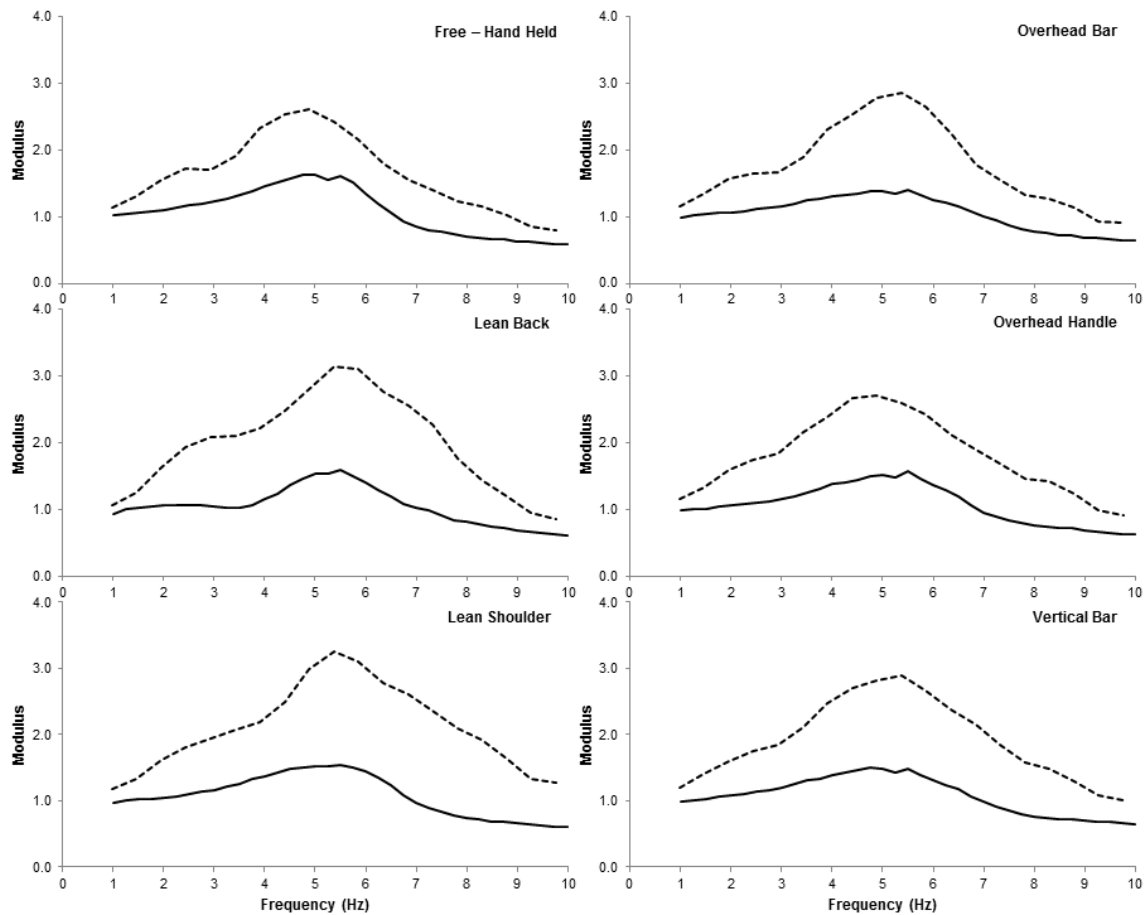 4.0
Free – Hand Held
3.0
Modulus
2.0
1.0
0.0
0 1 2 3 4 5 6 7 8 9 10
4.0
Overhead Bar
3.0
Modulus
2.0
1.0
0.0
0 1 2 3 4 5 6 7 8 9 10
4.0
Lean Back
3.0
Modulus
2.0
1.0
0.0
0 1 2 3 4 5 6 7 8 9 10
4.0
Overhead Handle
3.0
Modulus
2.0
1.0
0.0
0 1 2 3 4 5 6 7 8 9 10
4.0
Lean Shoulder
3.0
Modulus
2.0
1.0
0.0
0 1 2 3 4 5 6 7 8 9 10
Frequency (Hz)
4.0
Vertical Bar
3.0
Modulus
2.0
1.0
0.0
0 1 2 3 4 5 6 7 8 9 10
Frequency (Hz)